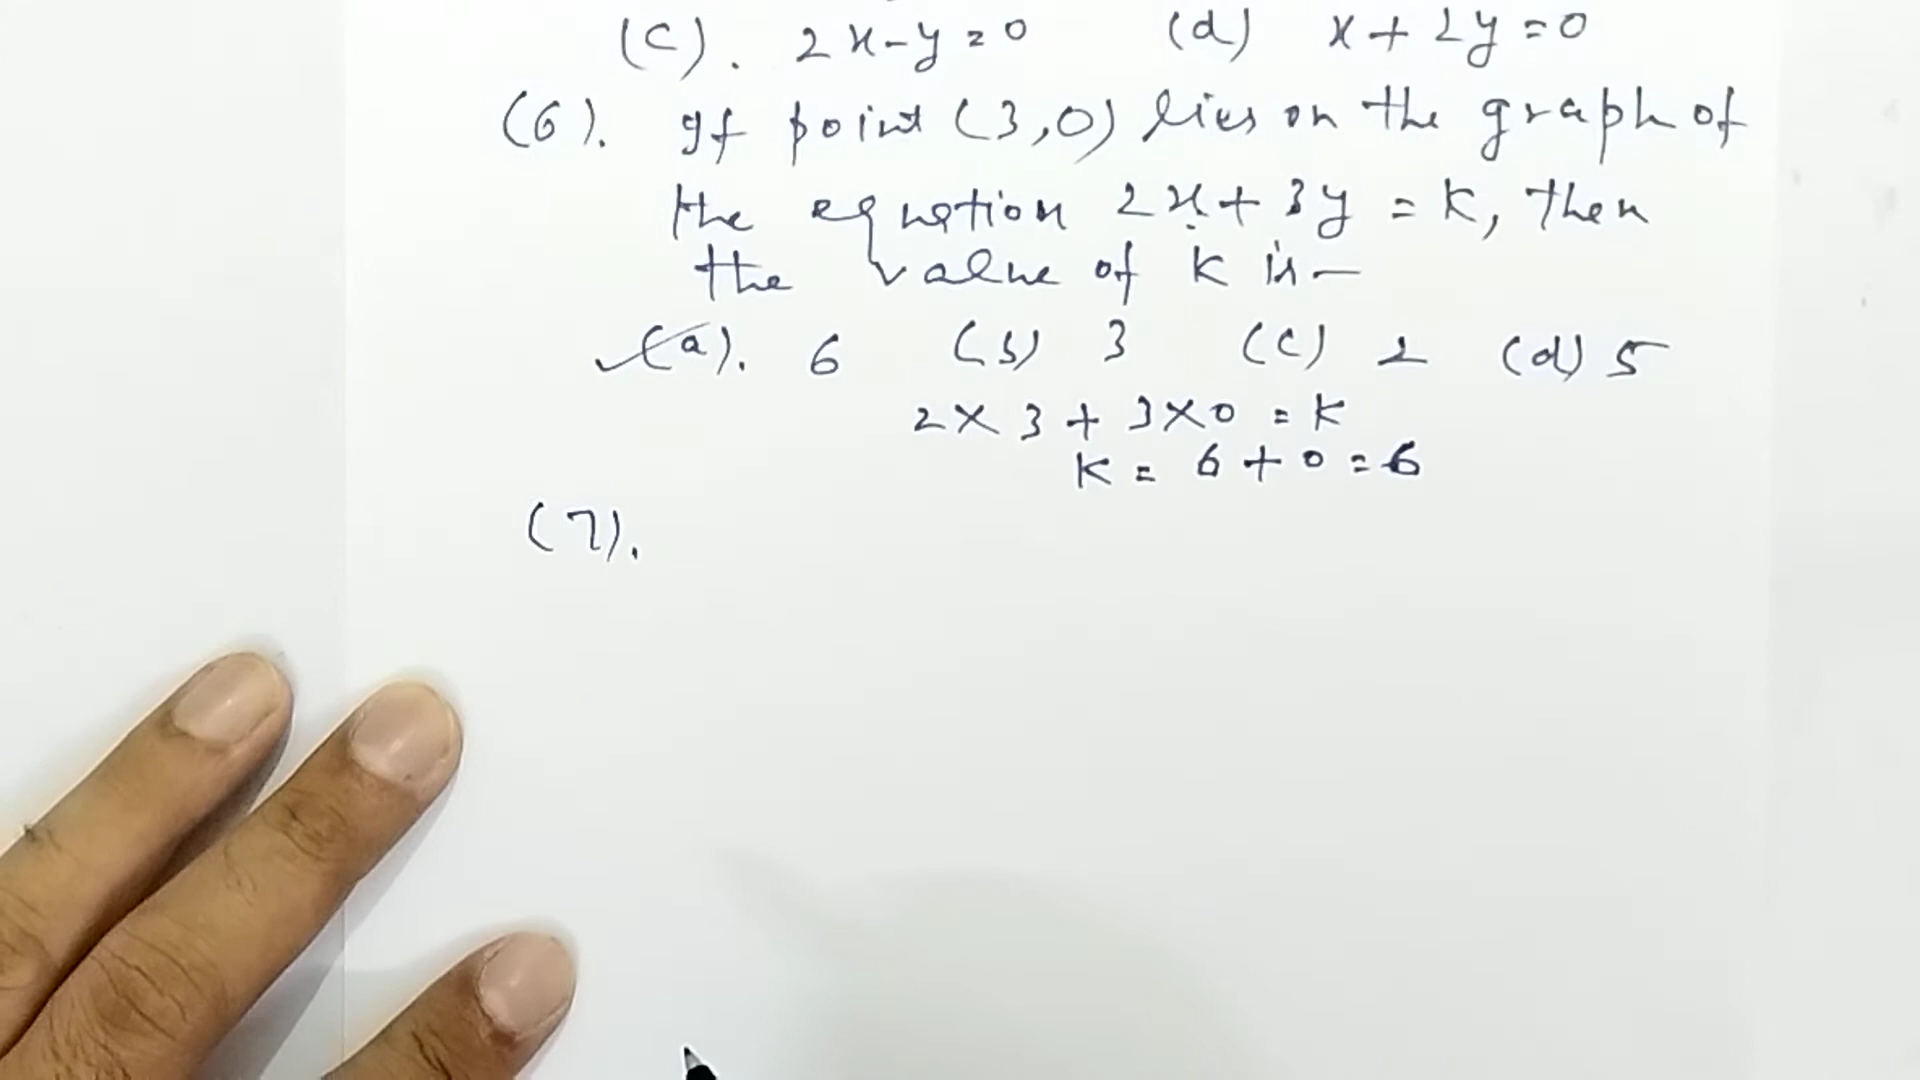 (C). 2x-y=0 (d) x+2y=0
(6). If point (3,0) lies on the graph of
the equation 2x+3y = K, then
the value of K is—
(a). 6 (b) 3 (c) 2 (d) 5
2×3+3×0 = K
K = 6+0=6
(7).